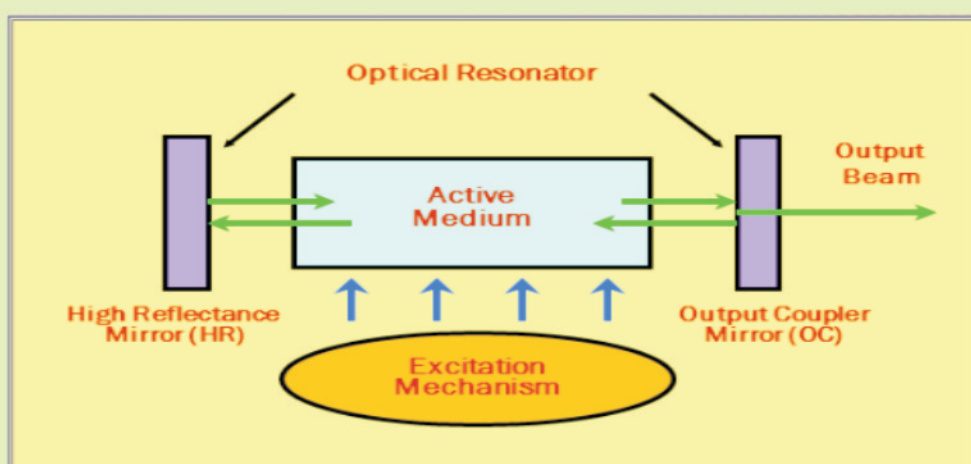 Optical Resonator
Output
Beam
Active
Medium
High Reflectance
Mirror (HR)
Output Coupler
Mirror (OC)
Excitation
Mechanism